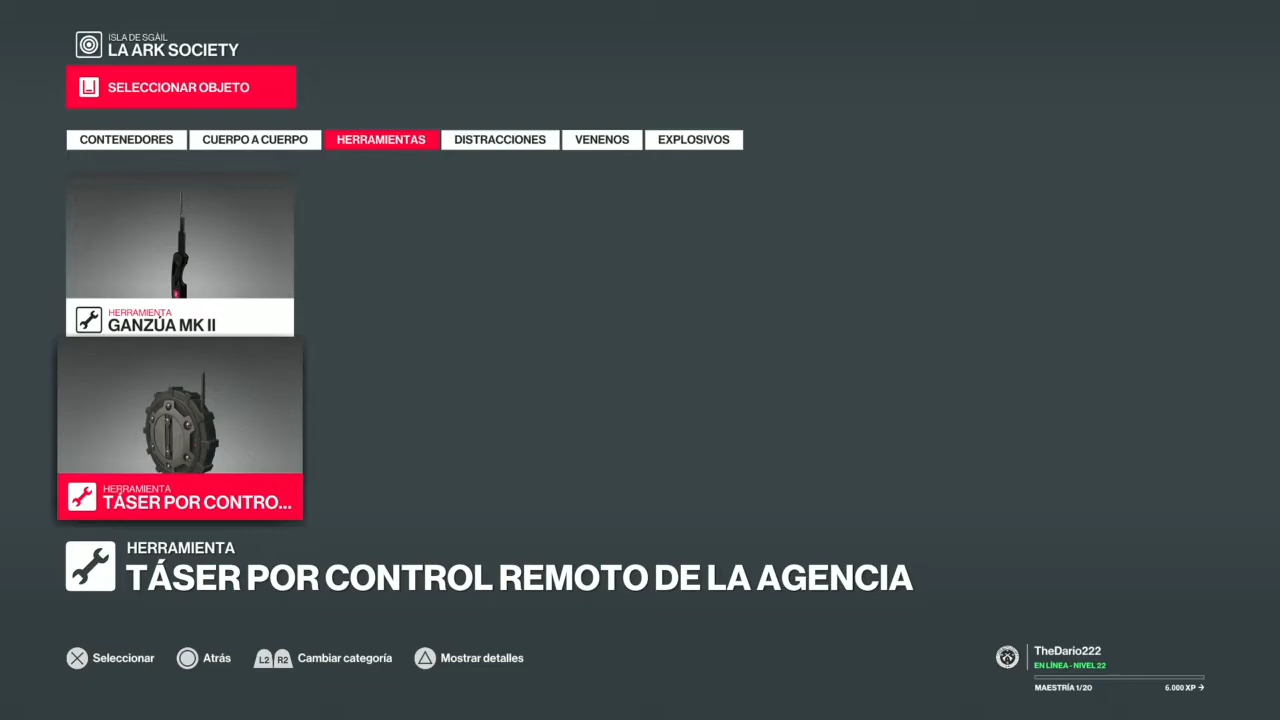 ISLA DE SGÀIL
LA ARK SOCIETY
SELECCIONAR OBJETO
CONTENEDORES CUERPO A CUERPO HERRAMIENTAS DISTRACCIONES VENENOS EXPLOSIVOS
HERRAMIENTA
GANZÚA MK II
HERRAMIENTA
TÁSER POR CONTRO...
HERRAMIENTA
TÁSER POR CONTROL REMOTO DE LA AGENCIA
Seleccionar Atrás L2 R2 Cambiar categoría Mostrar detalles
TheDario222
EN LÍNEA - NIVEL 22
MAESTRÍA 1/20 6.000 XP →